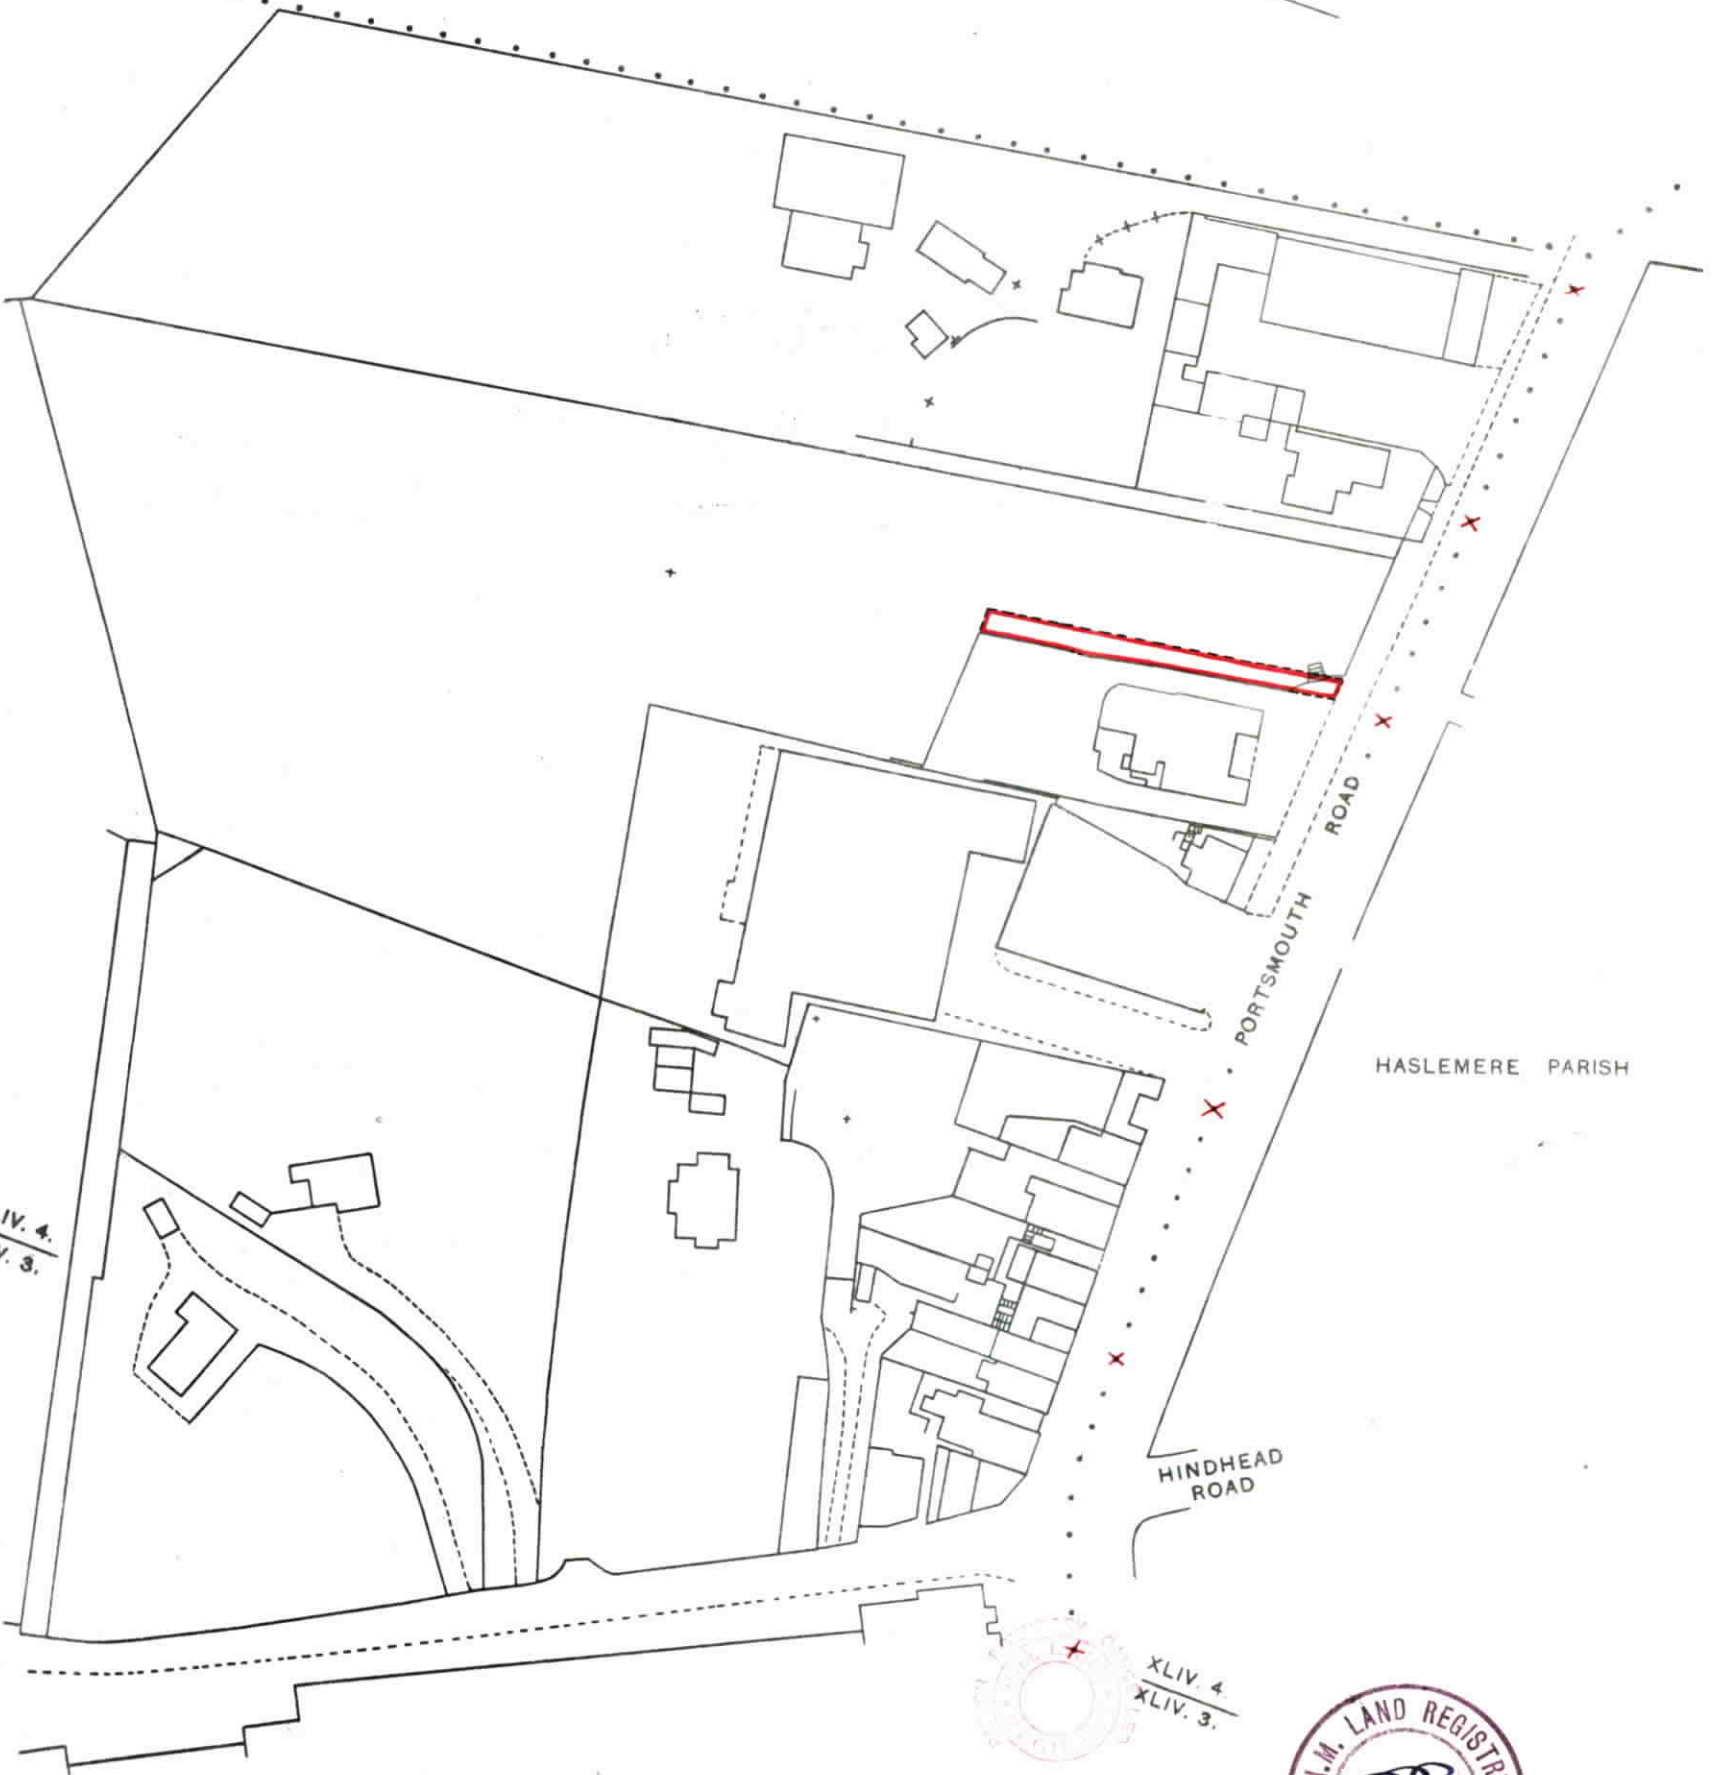 ROAD
PORTSMOUTH
HASLEMERE PARISH
IV. 4.
3.
HINDHEAD
ROAD
XLIV. 4.
XLIV. 3.
LAND REGISTR